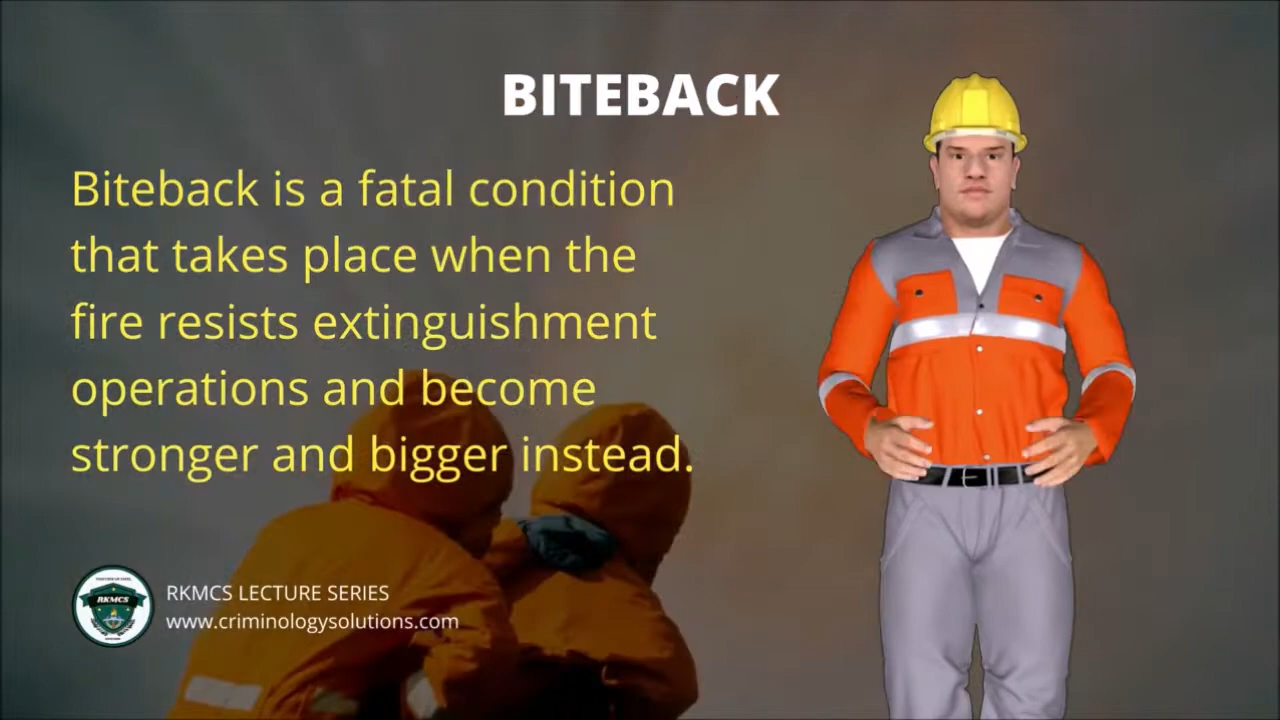 BITEBACK
Biteback is a fatal condition
that takes place when the
fire resists extinguishment
operations and become
stronger and bigger instead.
RKMCS
RKMCS LECTURE SERIES
www.criminologysolutions.com